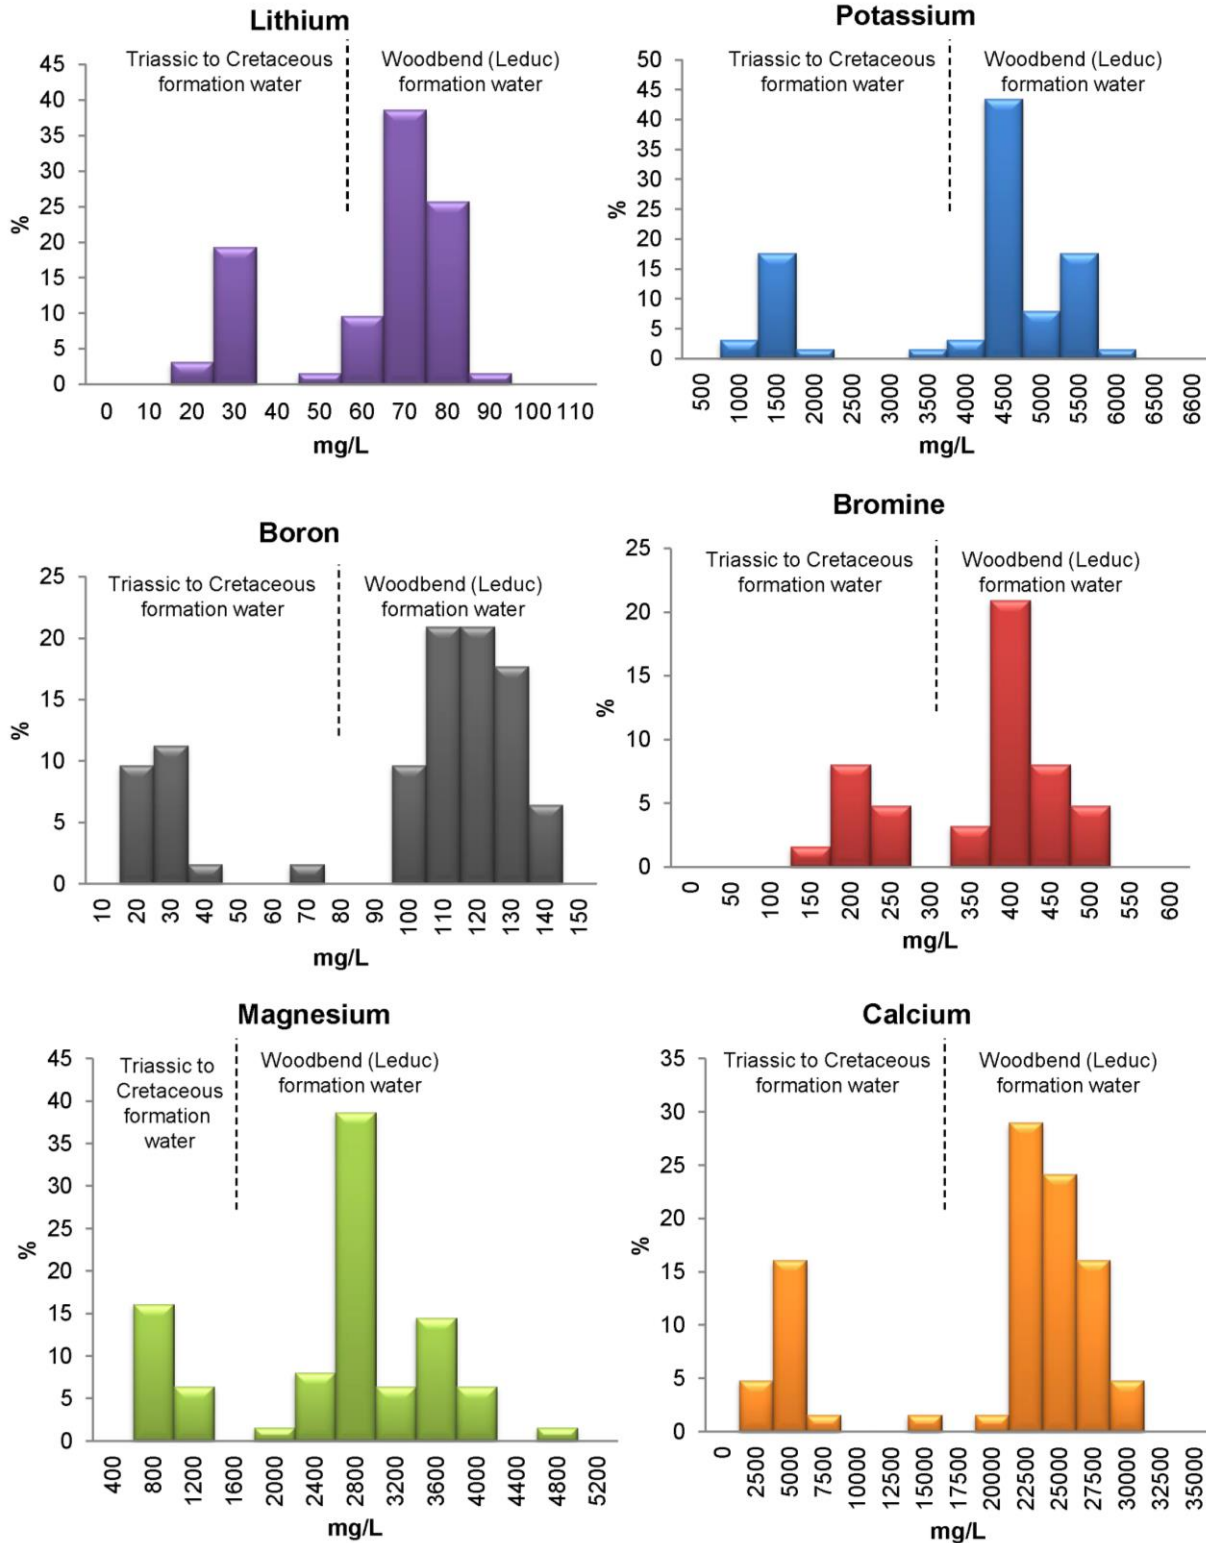 Lithium
Triassic to Cretaceous
formation water
Woodbend (Leduc)
formation water
45
40
35
30
25
20
15
10
5
0
%
0 10 20 30 40 50 60 70 80 90 100 110
mg/L
Potassium
Triassic to Cretaceous
formation water
Woodbend (Leduc)
formation water
50
45
40
35
30
25
20
15
10
5
0
%
500 1000 1500 2000 2500 3000 3500 4000 4500 5000 5500 6000 6500 6600
mg/L
Boron
Triassic to Cretaceous
formation water
Woodbend (Leduc)
formation water
25
20
15
10
5
0
%
10 20 30 40 50 60 70 80 90 100 110 120 130 140 150
mg/L
Bromine
Triassic to Cretaceous
formation water
Woodbend (Leduc)
formation water
25
20
15
10
5
0
%
0 50 100 150 200 250 300 350 400 450 500 550 600
mg/L
Magnesium
Triassic to
Cretaceous
formation
water
Woodbend (Leduc)
formation water
45
40
35
30
25
20
15
10
5
0
%
400 800 1200 1600 2000 2400 2800 3200 3600 4000 4400 4800 5200
mg/L
Calcium
Triassic to Cretaceous
formation water
Woodbend (Leduc)
formation water
35
30
25
20
15
10
5
0
%
0 2500 5000 7500 10000 12500 15000 17500 20000 22500 25000 27500 30000 32500 35000
mg/L